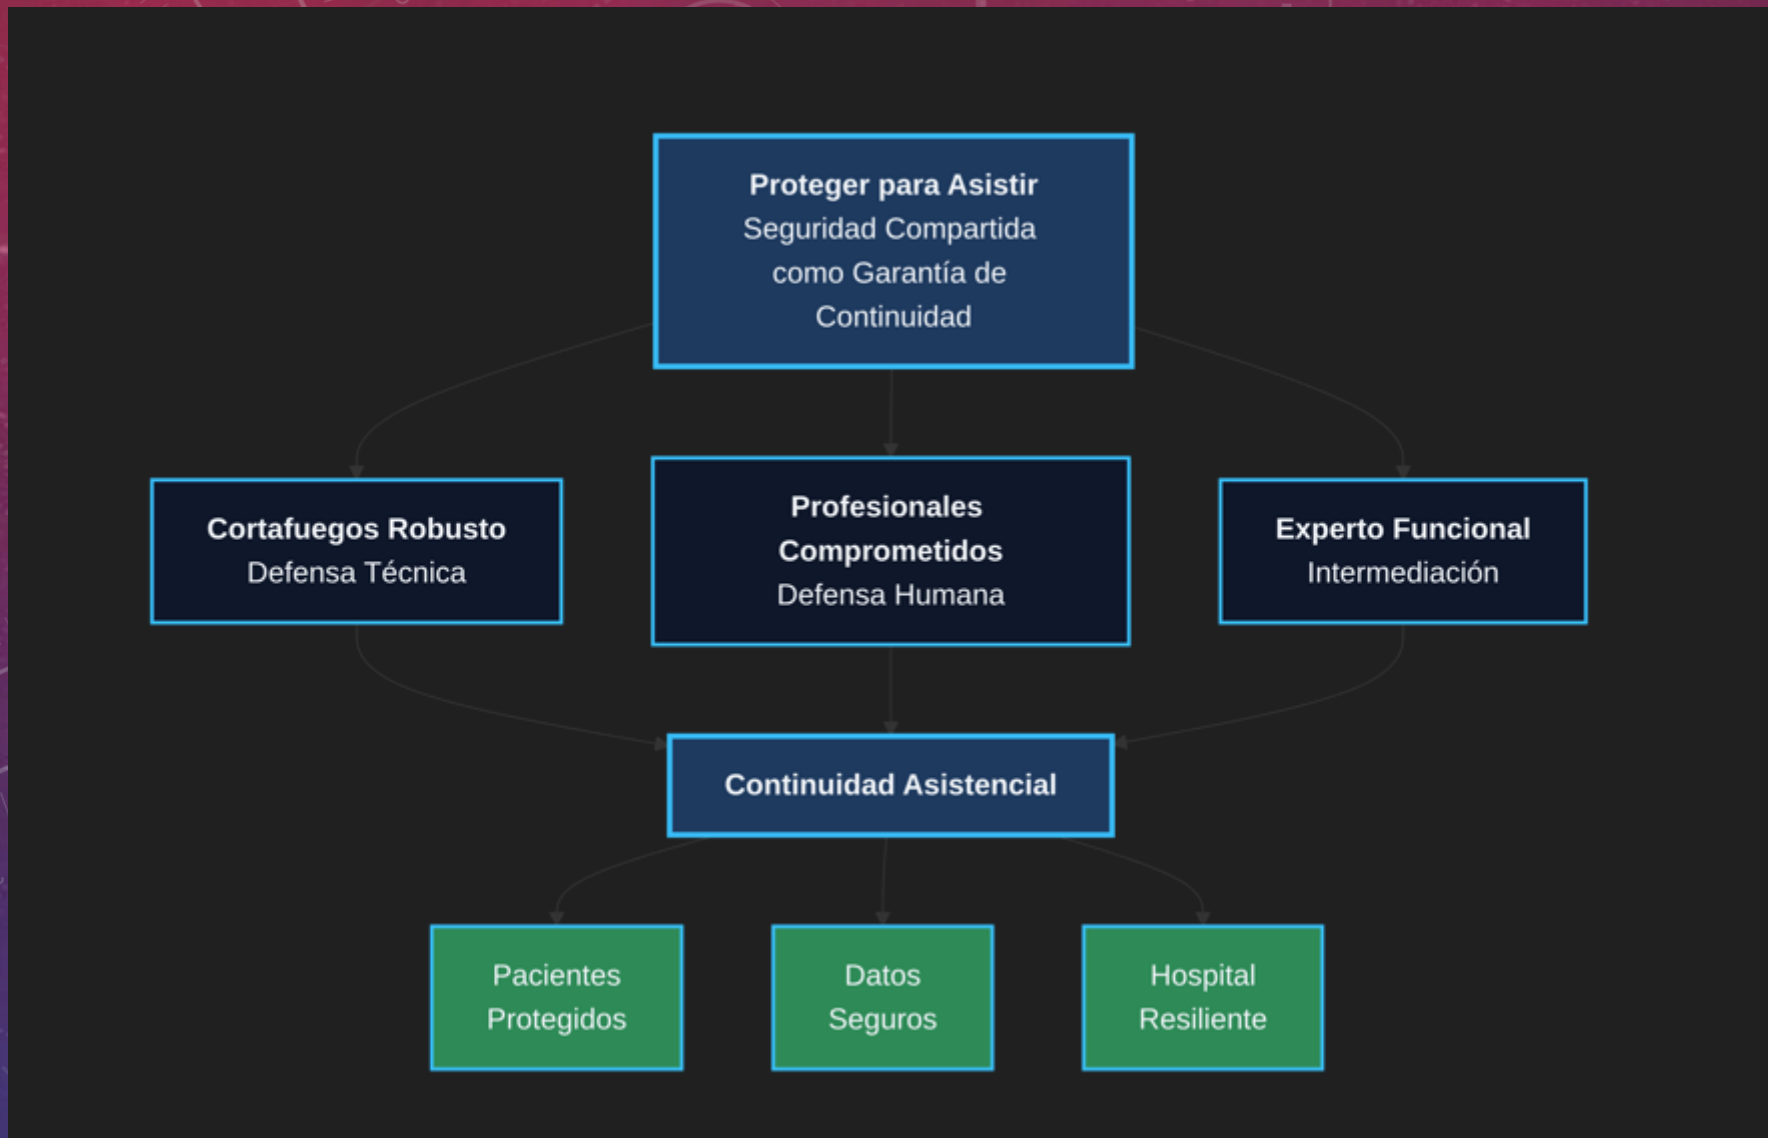 Proteger para Asistir
Seguridad Compartida
como Garantía de
Continuidad
Cortafuegos Robusto
Defensa Técnica
Profesionales
Comprometidos
Defensa Humana
Experto Funcional
Intermediación
Continuidad Asistencial
Pacientes
Protegidos
Datos
Seguros
Hospital
Resiliente